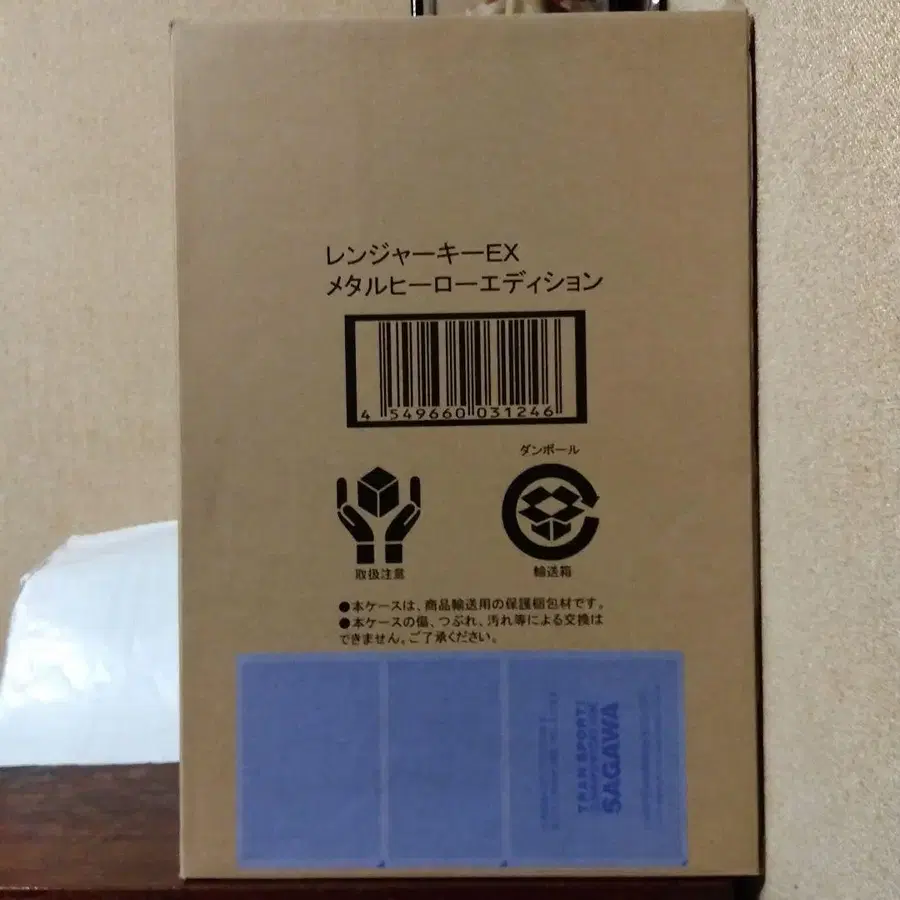 レンジャーキーEX
メタルヒーローエディション
4 549660 031246
ダンボール
取扱注意
輸送箱
●本ケースは、商品輸送用の保護梱包材です。
●本ケースの傷、つぶれ、汚れ等による交換は
できません。ご了承ください。
TRANSPORT
SAGAWA